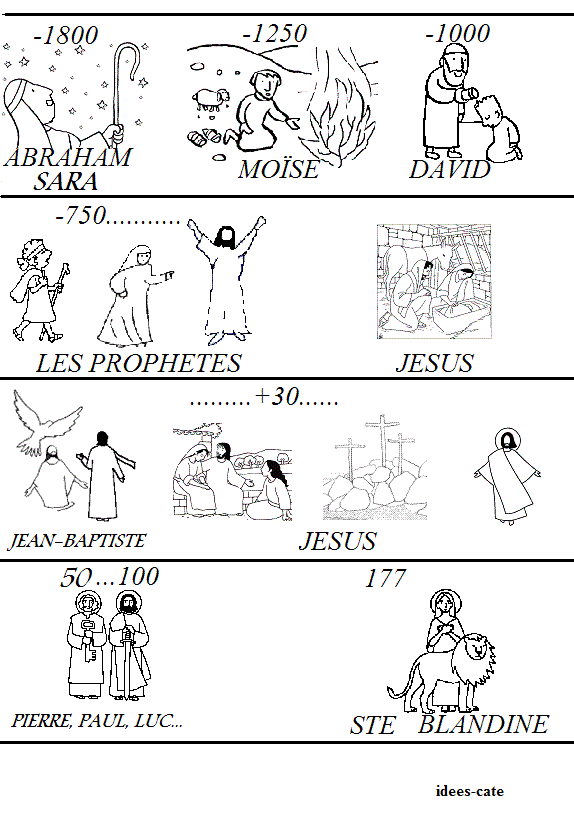 -1800
-1250
-1000
ABRAHAM
SARA
MOÏSE
DAVID
-750...........
LES PROPHETES
JESUS
.........+30......
JEAN-BAPTISTE
JESUS
50...100
177
PIERRE, PAUL, LUC...
STE BLANDINE
idees-cate